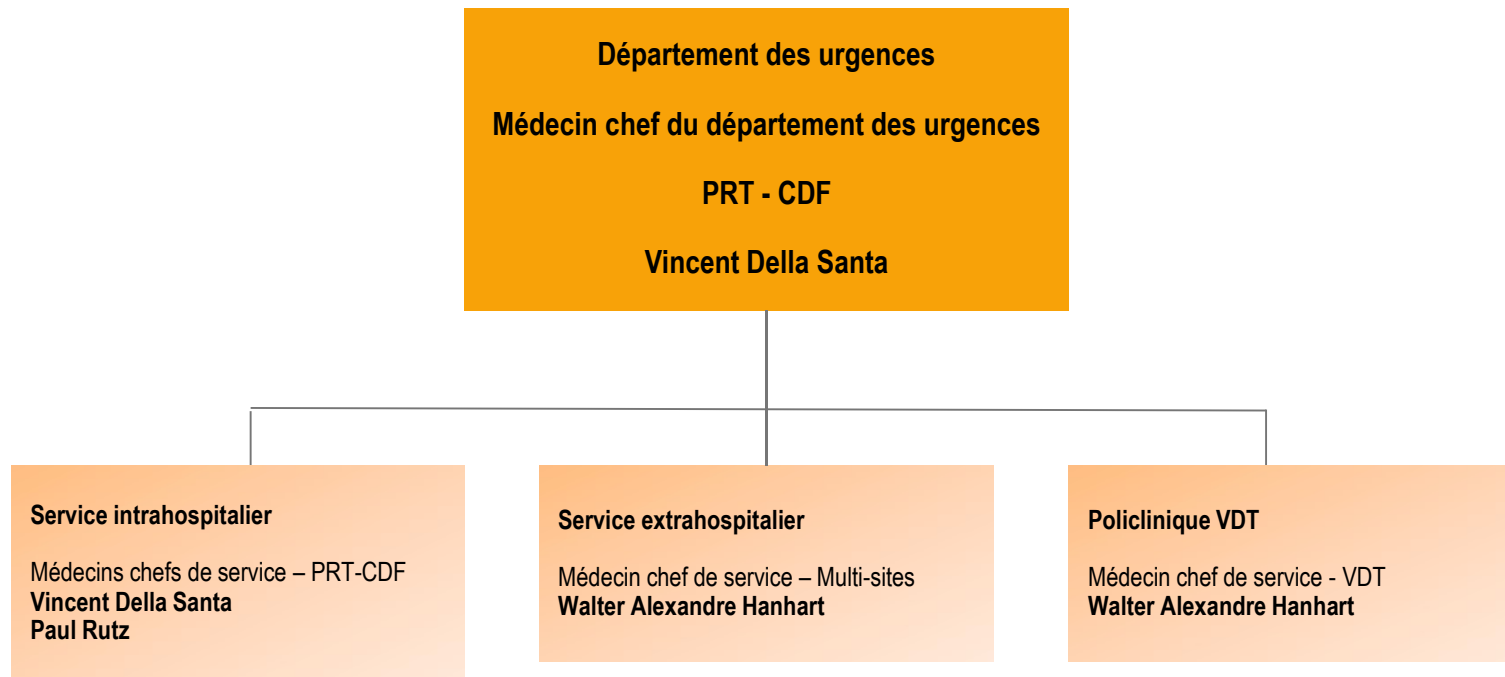 Département des urgences
Médecin chef du département des urgences
PRT - CDF
Vincent Della Santa
Service intrahospitalier
Médecins chefs de service – PRT-CDF
Vincent Della Santa
Paul Rutz
Service extrahospitalier
Médecin chef de service – Multi-sites
Walter Alexandre Hanhart
Policlinique VDT
Médecin chef de service - VDT
Walter Alexandre Hanhart